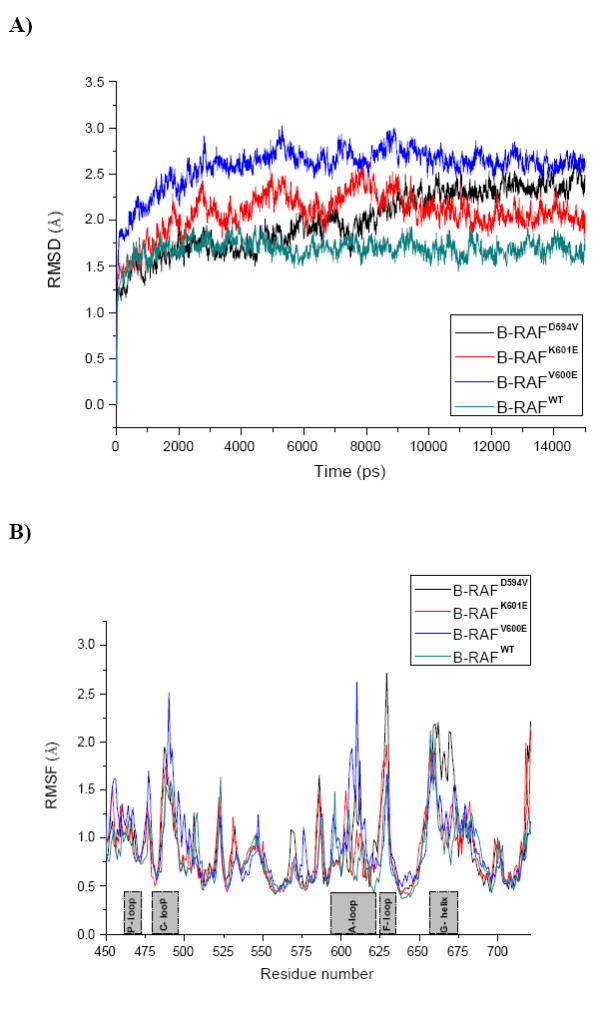 A)
3.5
3.0
2.5
2.0
1.5
1.0
0.5
0.0
RMSD (Å)
0 2000 4000 6000 8000 10000 12000 14000
Time (ps)
B-RAF D594V
B-RAF K601E
B-RAF V600E
B-RAF WT
B)
B-RAF D594V
B-RAF K601E
B-RAF V600E
B-RAF WT
3.0
2.5
2.0
1.5
1.0
0.5
0.0
RMSF (Å)
P-loop
C-looP
A-loop
F-loop
G-helix
450 475 500 525 550 575 600 625 650 675 700
Residue number